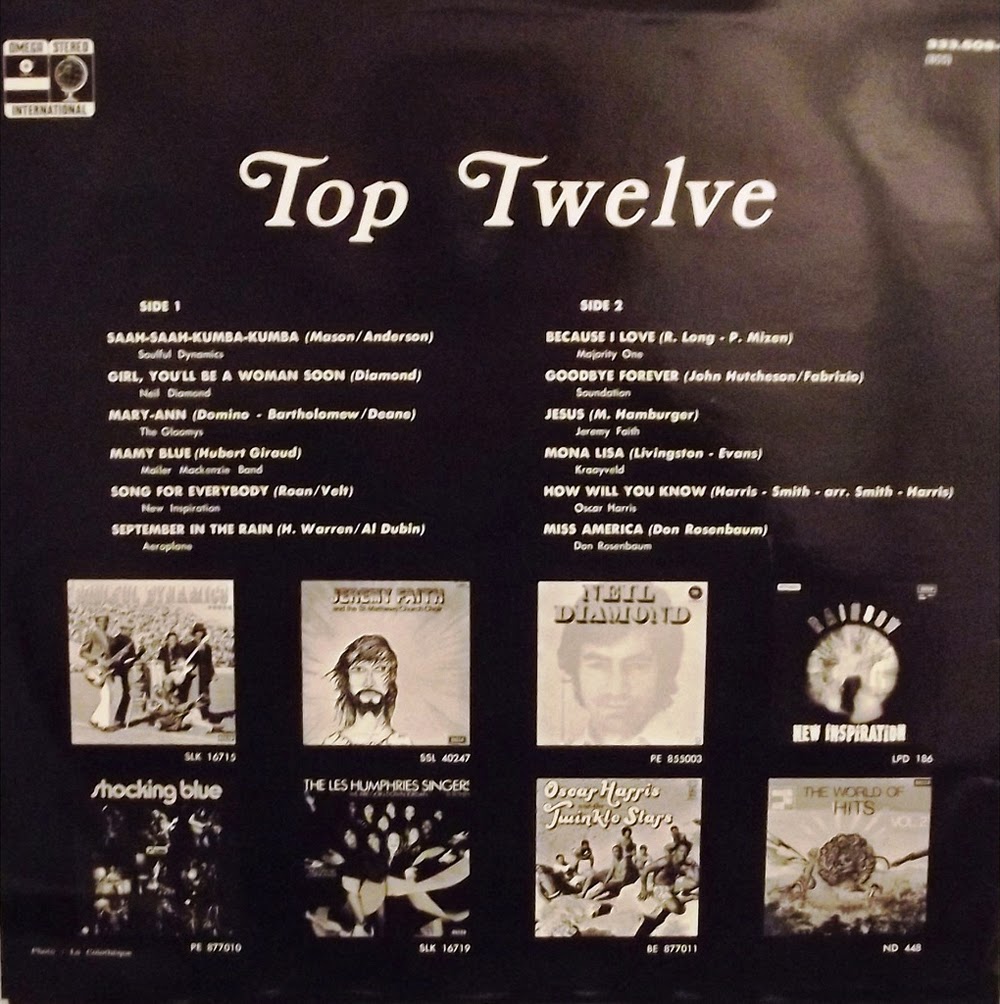 OMEGA STEREO
INTERNATIONAL
Top Twelve
SIDE 1
SAAH-SAAH-KUMBA-KUMBA (Mason/Anderson)
Soulful Dynamics
GIRL, YOU'LL BE A WOMAN SOON (Diamond)
Neil Diamond
MARY-ANN (Domino - Bartholomew/Deane)
The Gloomys
MAMY BLUE (Hubert Giraud)
Mailer Mackenzie Band
SONG FOR EVERYBODY (Roan/Velt)
New Inspiration
SEPTEMBER IN THE RAIN (H. Warren/Al Dubin)
Aeroplane
SIDE 2
BECAUSE I LOVE (R. Long - P. Mizen)
Majority One
GOODBYE FOREVER (John Hutcheson/Fabrizio)
Soundation
JESUS (M. Hamburger)
Jeremy Faith
MONA LISA (Livingston - Evans)
Kraayveld
HOW WILL YOU KNOW (Harris - Smith - arr. Smith - Harris)
Oscar Harris
MISS AMERICA (Don Rosenbaum)
Don Rosenbaum
SOULFUL DYNAMICS
SLK 16715
JEREMY FAITH
and the St-Matthews Church Choir
SSL 40247
NEIL
DIAMOND
PE 855003
RAINBOW
NEW INSPIRATION
LPD 186
shocking blue
PE 877010
THE LES HUMPHRIES SINGERS
SLK 16719
Oscar Harris
Twinkle Stars
BE 877011
THE WORLD OF
HITS
VOL. 2
ND 448